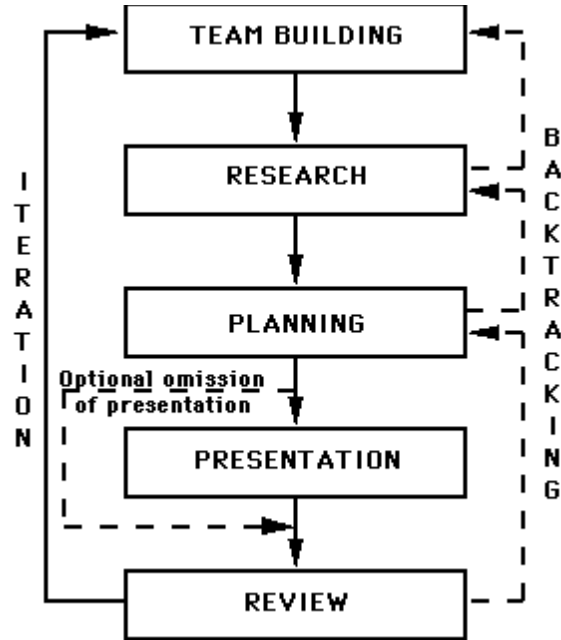 TEAM BUILDING
RESEARCH
PLANNING
Optional omission
of presentation
PRESENTATION
REVIEW
ITERATION
BACKTRACKING